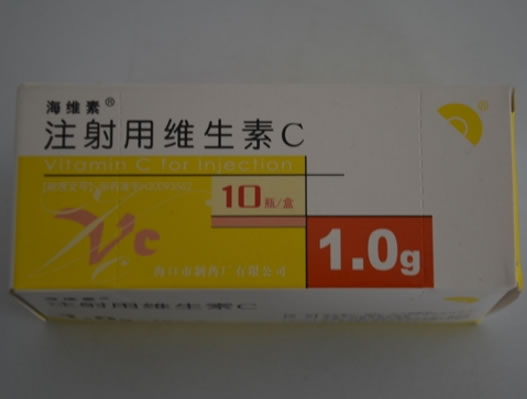 海维素®
注射用维生素C
Vitamin C for Injection
10瓶/盒
Vc
1.0g
海口市制药厂有限公司
海维素®
注射用维生素C
1.0g